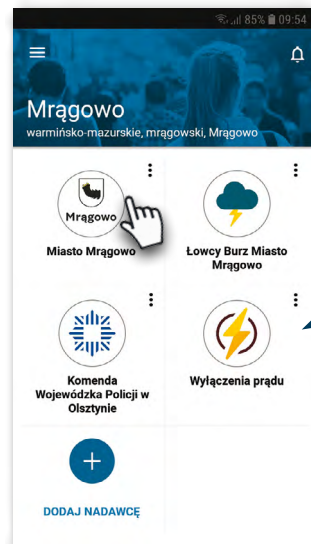 85% 09:54
Mrągowo
warmińsko-mazurskie, mrągowski, Mrągowo
Mrągowo
Miasto Mrągowo
Łowcy Burz Miasto
Mrągowo
Komenda
Wojewódzka Policji w
Olsztynie
Wyłączenia prądu
DODAJ NADAWCĘ